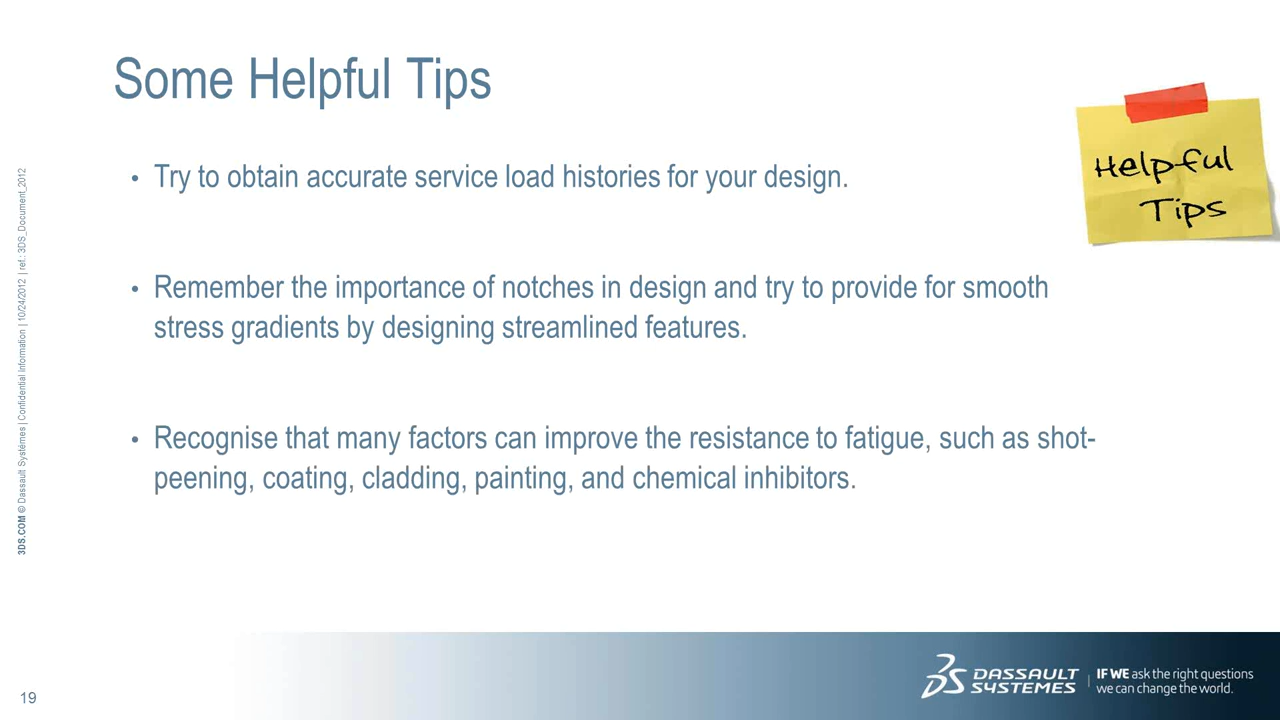 Some Helpful Tips
Helpful
Tips
• Try to obtain accurate service load histories for your design.
• Remember the importance of notches in design and try to provide for smooth
stress gradients by designing streamlined features.
• Recognise that many factors can improve the resistance to fatigue, such as shot-
peening, coating, cladding, painting, and chemical inhibitors.
3DS.COM © Dassault Systèmes | Confidential Information | 10/24/2012 | ref.: 3DS_Document_2012
19
DASSAULT
SYSTEMES
IF WE ask the right questions
we can change the world.